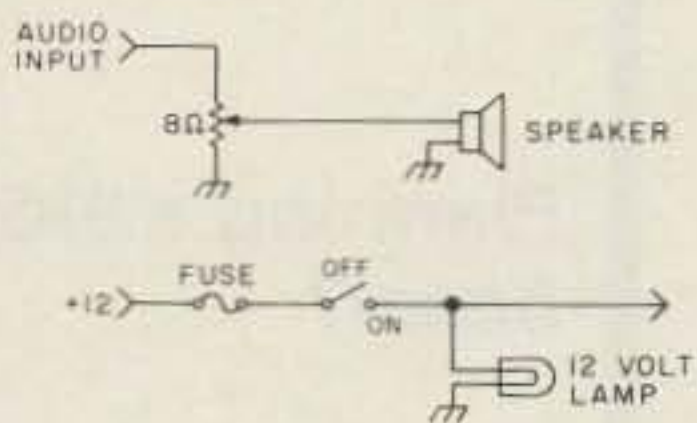 AUDIO
INPUT
8Ω
SPEAKER
FUSE
OFF
+12
ON
12 VOLT
LAMP